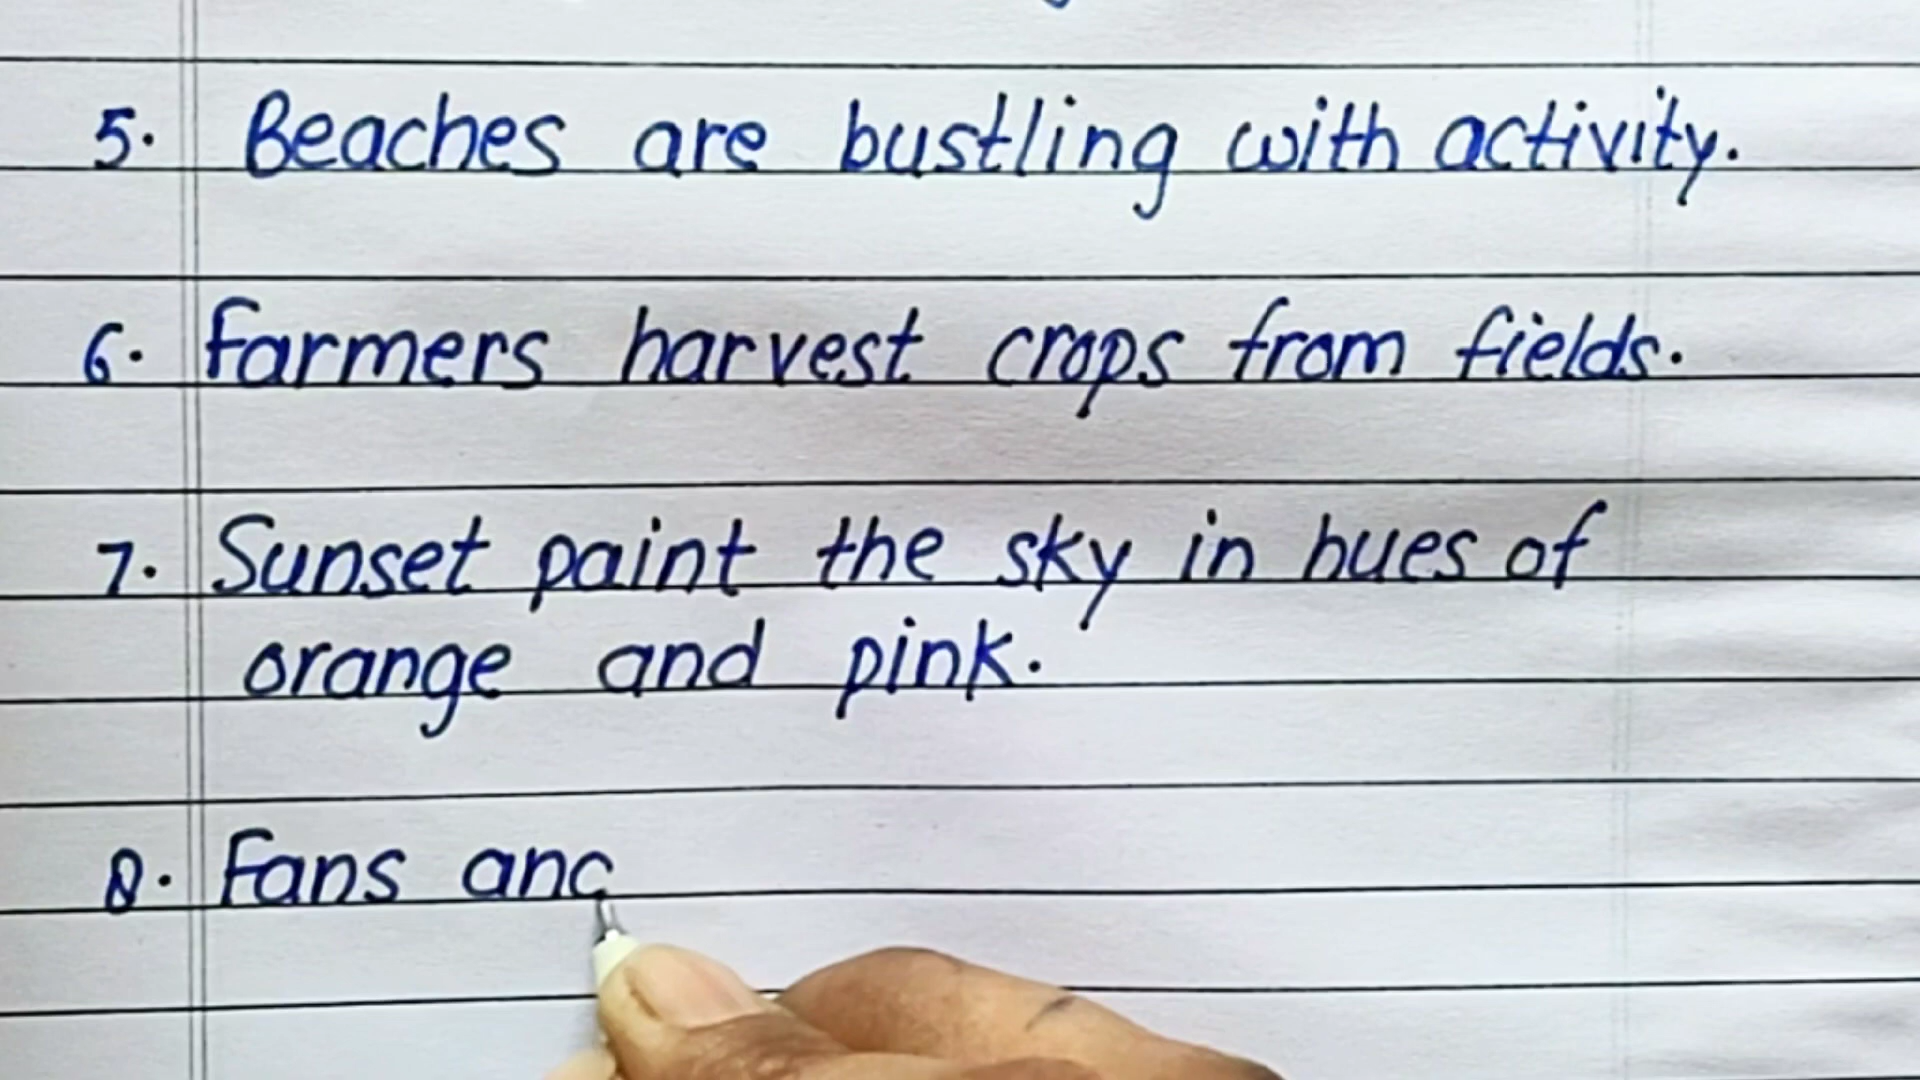 5. Beaches are bustling with activity.
6. Farmers harvest crops from fields.
7. Sunset paint the sky in hues of
orange and pink.
8. Fans anc